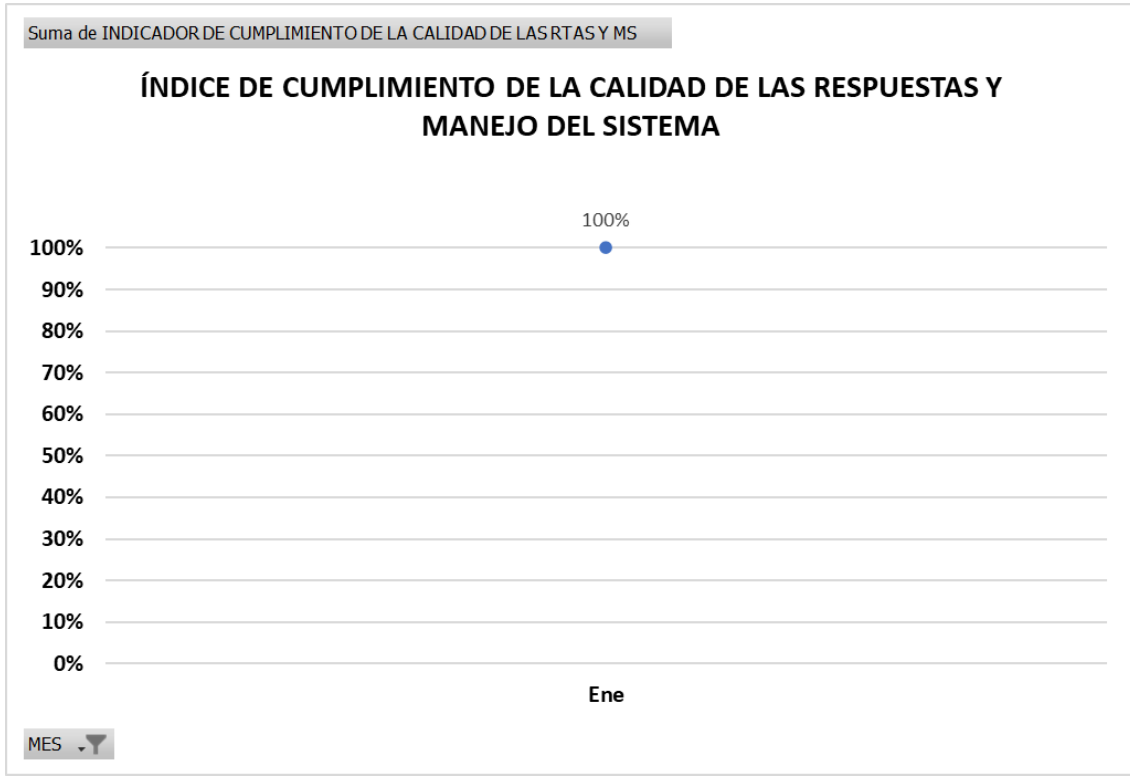 Suma de INDICADOR DE CUMPLIMIENTO DE LA CALIDAD DE LAS RTAS Y MS
ÍNDICE DE CUMPLIMIENTO DE LA CALIDAD DE LAS RESPUESTAS Y
MANEJO DEL SISTEMA
100%
100%
90%
80%
70%
60%
50%
40%
30%
20%
10%
0%
Ene
MES